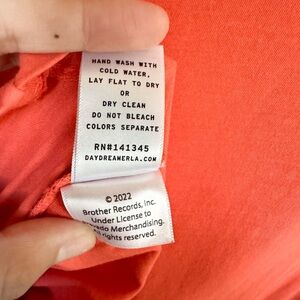 HAND WASH WITH
COLD WATER,
LAY FLAT TO DRY
OR
DRY CLEAN
DO NOT BLEACH
COLORS SEPARATE
RN#141345
DAYDREAMERLA.COM
© 2022
Brother Records, Inc.
Under License to
Merchandising.
All rights reserved.